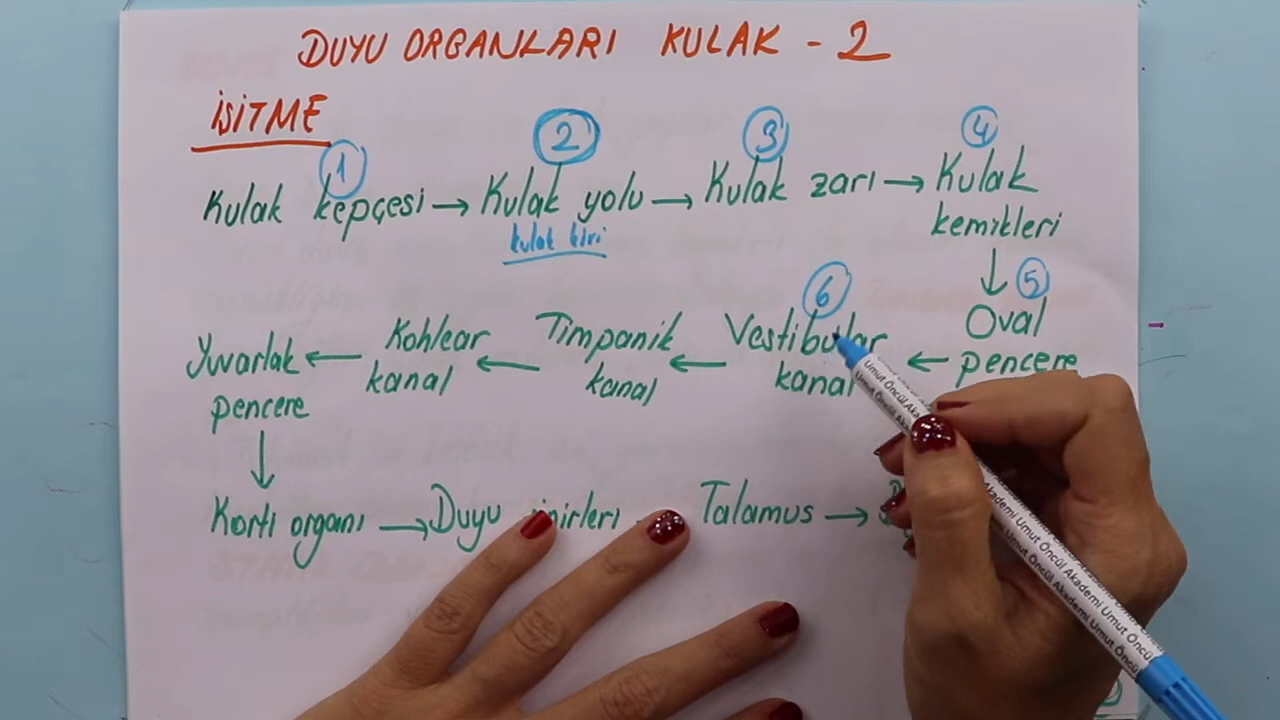 DUYU ORGANLARI KULAK - 2
İŞİTME
1 2 3 4
Kulak kepçesi → Kulak yolu → Kulak zarı → Kulak
kulak kiri
kemikleri
↓ 5
6
Oval
pencere
← Vestibular
kanal
← Timpanik
kanal
← Kohlear
kanal
← Yuvarlak
pencere
↓
Korti organı → Duyu Talamus →
Umut Öncül Akademi Umut Öncül